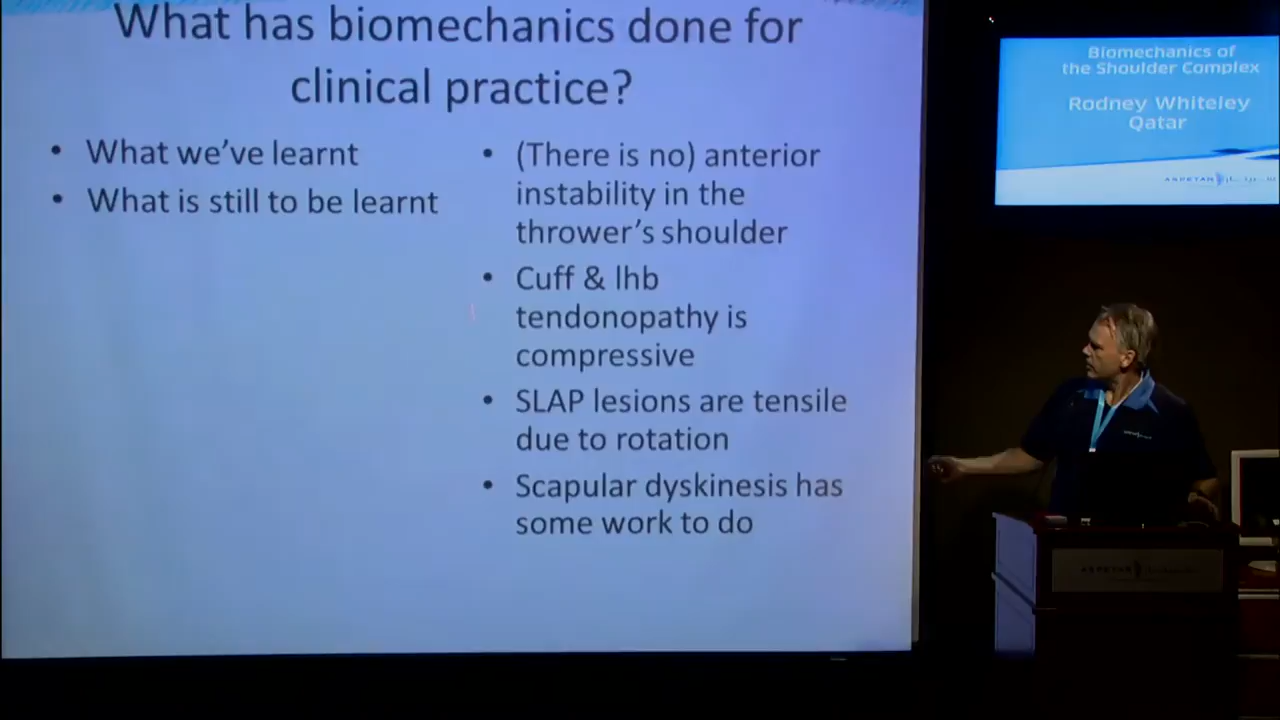 What has biomechanics done for
clinical practice?
• What we've learnt
• What is still to be learnt
• (There is no) anterior
instability in the
thrower's shoulder
• Cuff & lhb
tendonopathy is
compressive
• SLAP lesions are tensile
due to rotation
• Scapular dyskinesis has
some work to do
Biomechanics of
the Shoulder Complex
Rodney Whiteley
Qatar
ASPETAR
ASPETAR